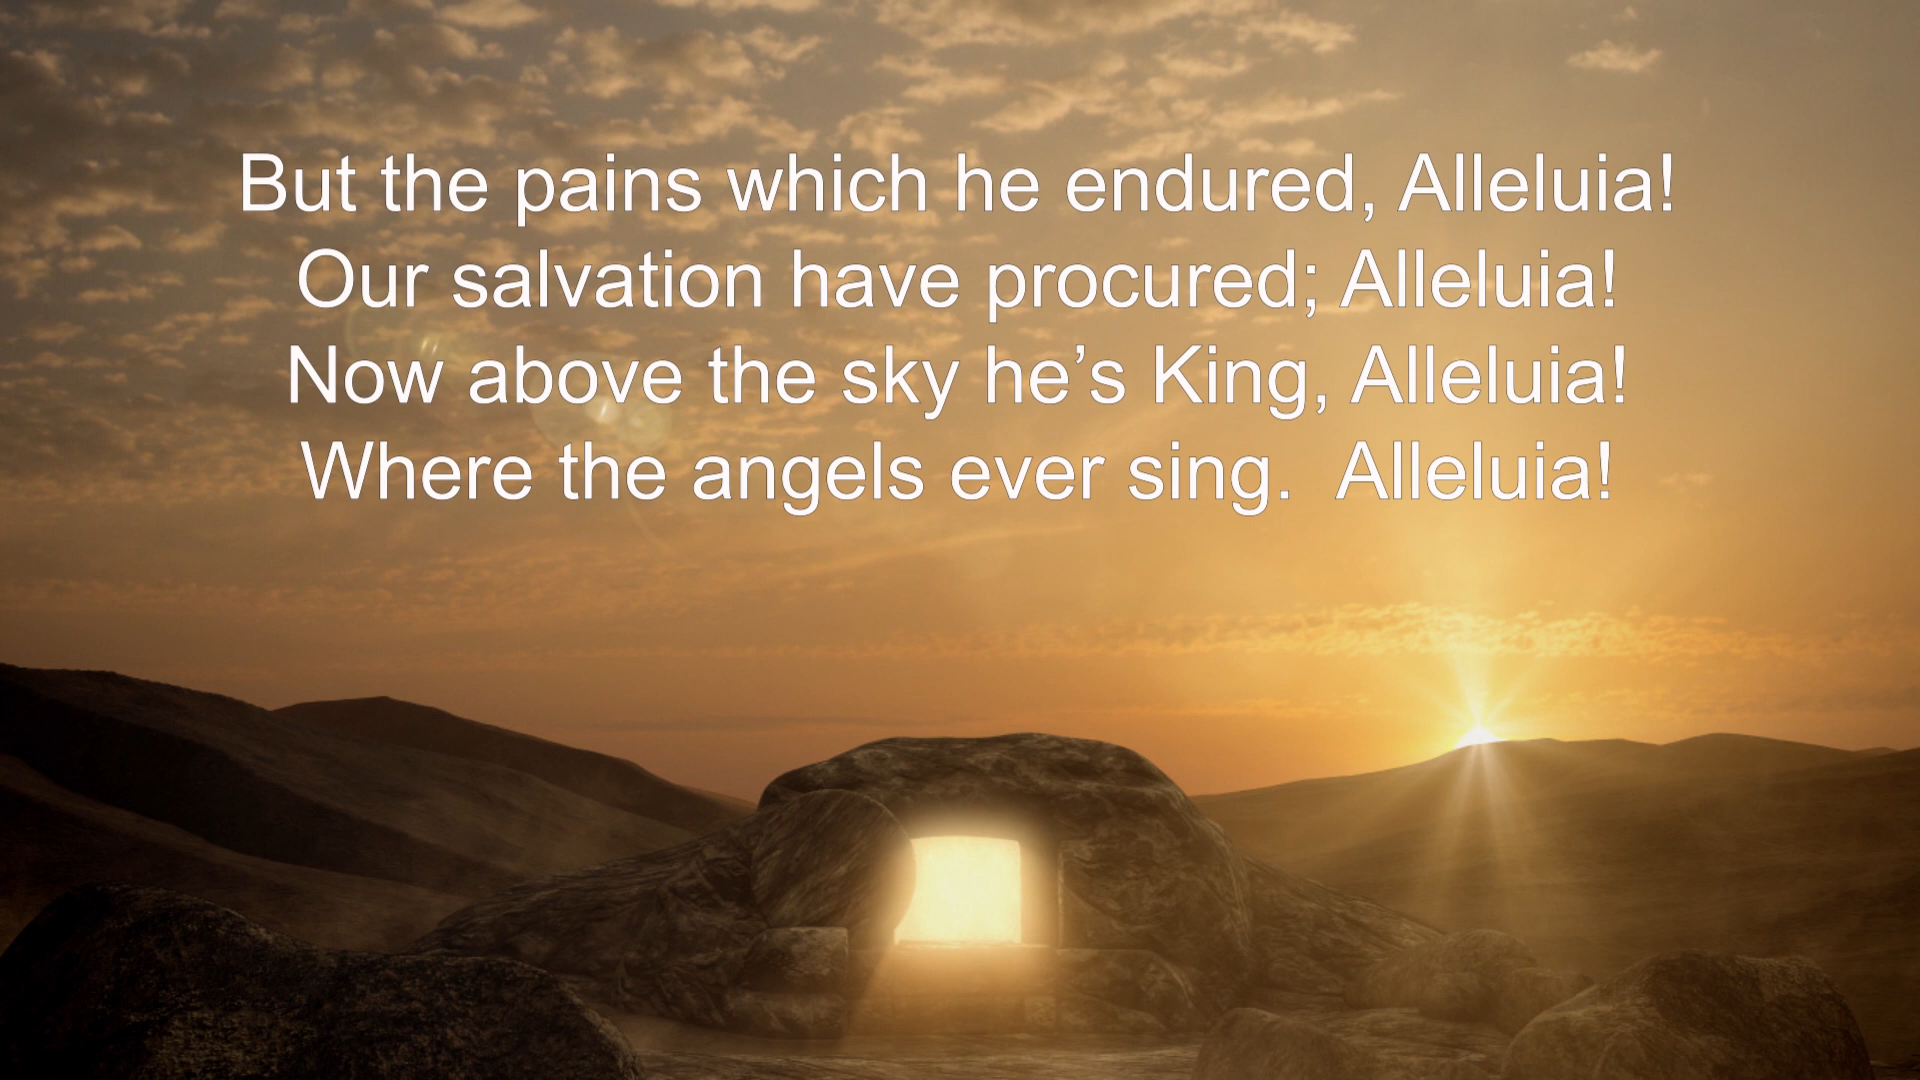 But the pains which he endured, Alleluia!
Our salvation have procured; Alleluia!
Now above the sky he’s King, Alleluia!
Where the angels ever sing.  Alleluia!